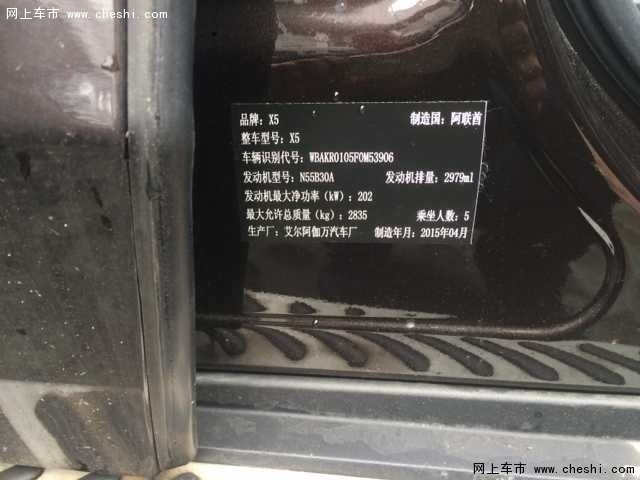 网上车市
www.cheshi.com
品牌：X5 制造国：阿联酋
整车型号：X5
车辆识别代号：WBAKR0105F0M53906
发动机型号：N55B30A 发动机排量：2979ml
发动机最大净功率（kW）：202
最大允许总质量（kg）：2835 乘坐人数：5
生产厂：艾尔阿伽万汽车厂 制造年月：2015年04月
网上车市
www.cheshi.com